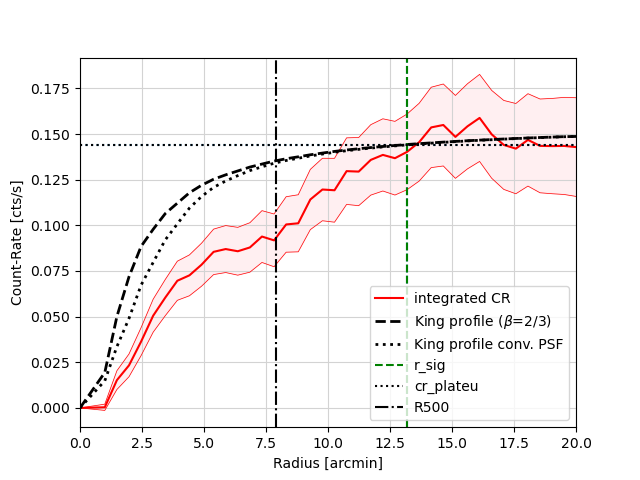 0.175
0.150
0.125
0.100
0.075
0.050
0.025
0.000
Count-Rate [cts/s]
integrated CR
King profile (β=2/3)
King profile conv. PSF
r_sig
cr_plateu
R500
0.0 2.5 5.0 7.5 10.0 12.5 15.0 17.5 20.0
Radius [arcmin]